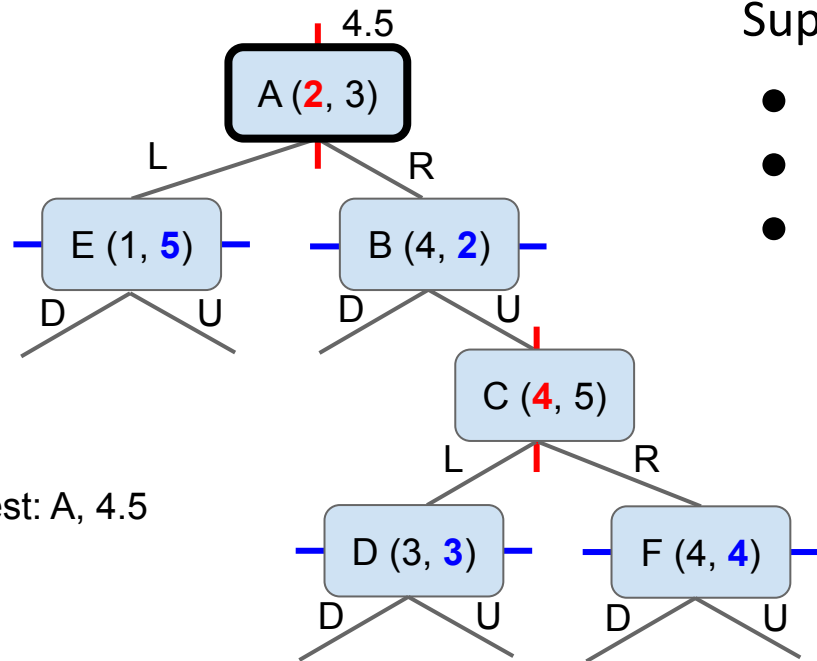 4.5
Sup
A (2, 3)
L
R
E (1, 5)
B (4, 2)
D
U
D
U
C (4, 5)
L
R
est: A, 4.5
D (3, 3)
F (4, 4)
D
U
D
U